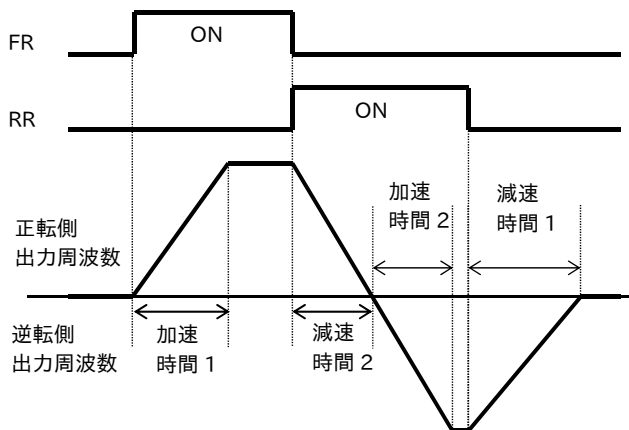 FR
ON
RR
ON
加速
時間 2
減速
時間 1
正転側
出力周波数
逆転側
出力周波数
加速
時間 1
減速
時間 2